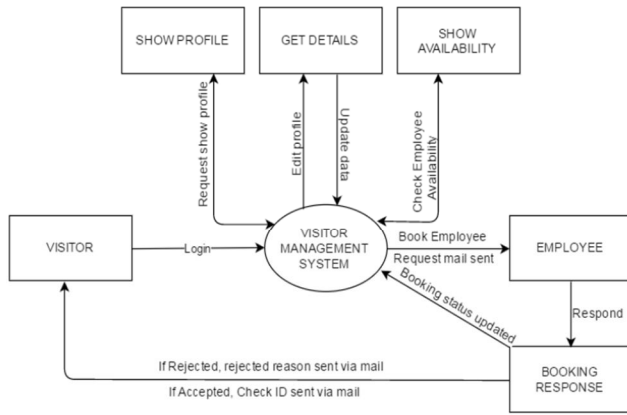 SHOW PROFILE
GET DETAILS
SHOW
AVAILABILITY
Request show profile
Edit profile
Update data
Check Employee
Availability
VISITOR
Login
VISITOR
MANAGEMENT
SYSTEM
Book Employee
Request mail sent
EMPLOYEE
Booking status updated
Respond
If Rejected, rejected reason sent via mail
If Accepted, Check ID sent via mail
BOOKING
RESPONSE